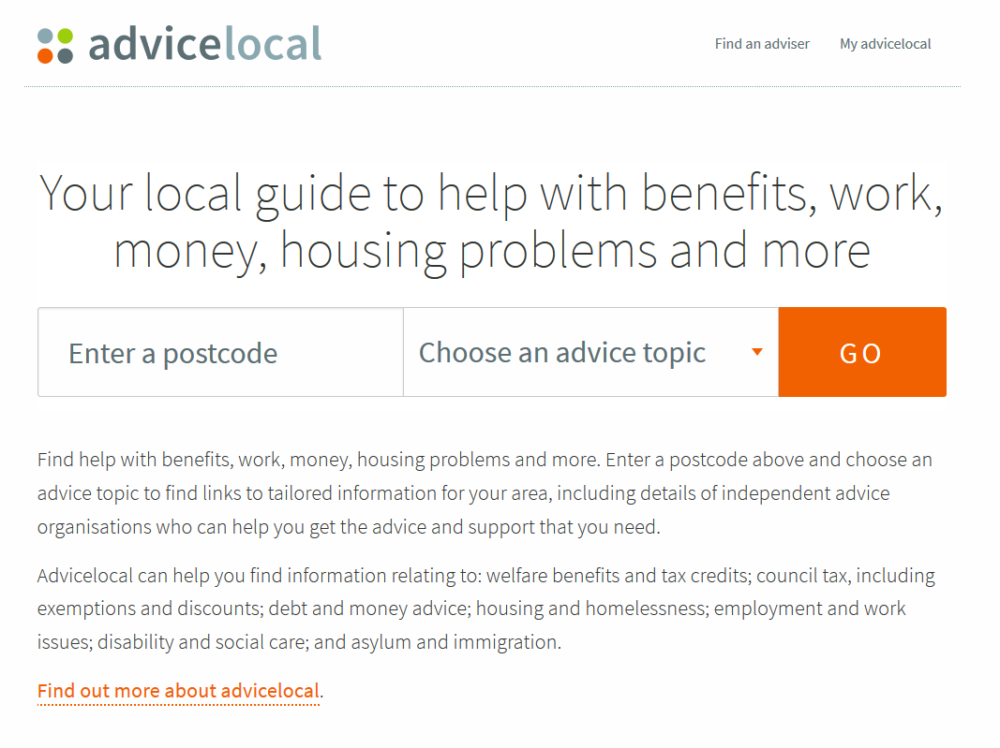 advicelocal
Find an adviser
My advicelocal
Your local guide to help with benefits, work,
money, housing problems and more
Enter a postcode
Choose an advice topic
GO
Find help with benefits, work, money, housing problems and more. Enter a postcode above and choose an
advice topic to find links to tailored information for your area, including details of independent advice
organisations who can help you get the advice and support that you need.
Advicelocal can help you find information relating to: welfare benefits and tax credits; council tax, including
exemptions and discounts; debt and money advice; housing and homelessness; employment and work
issues; disability and social care; and asylum and immigration.
Find out more about advicelocal.